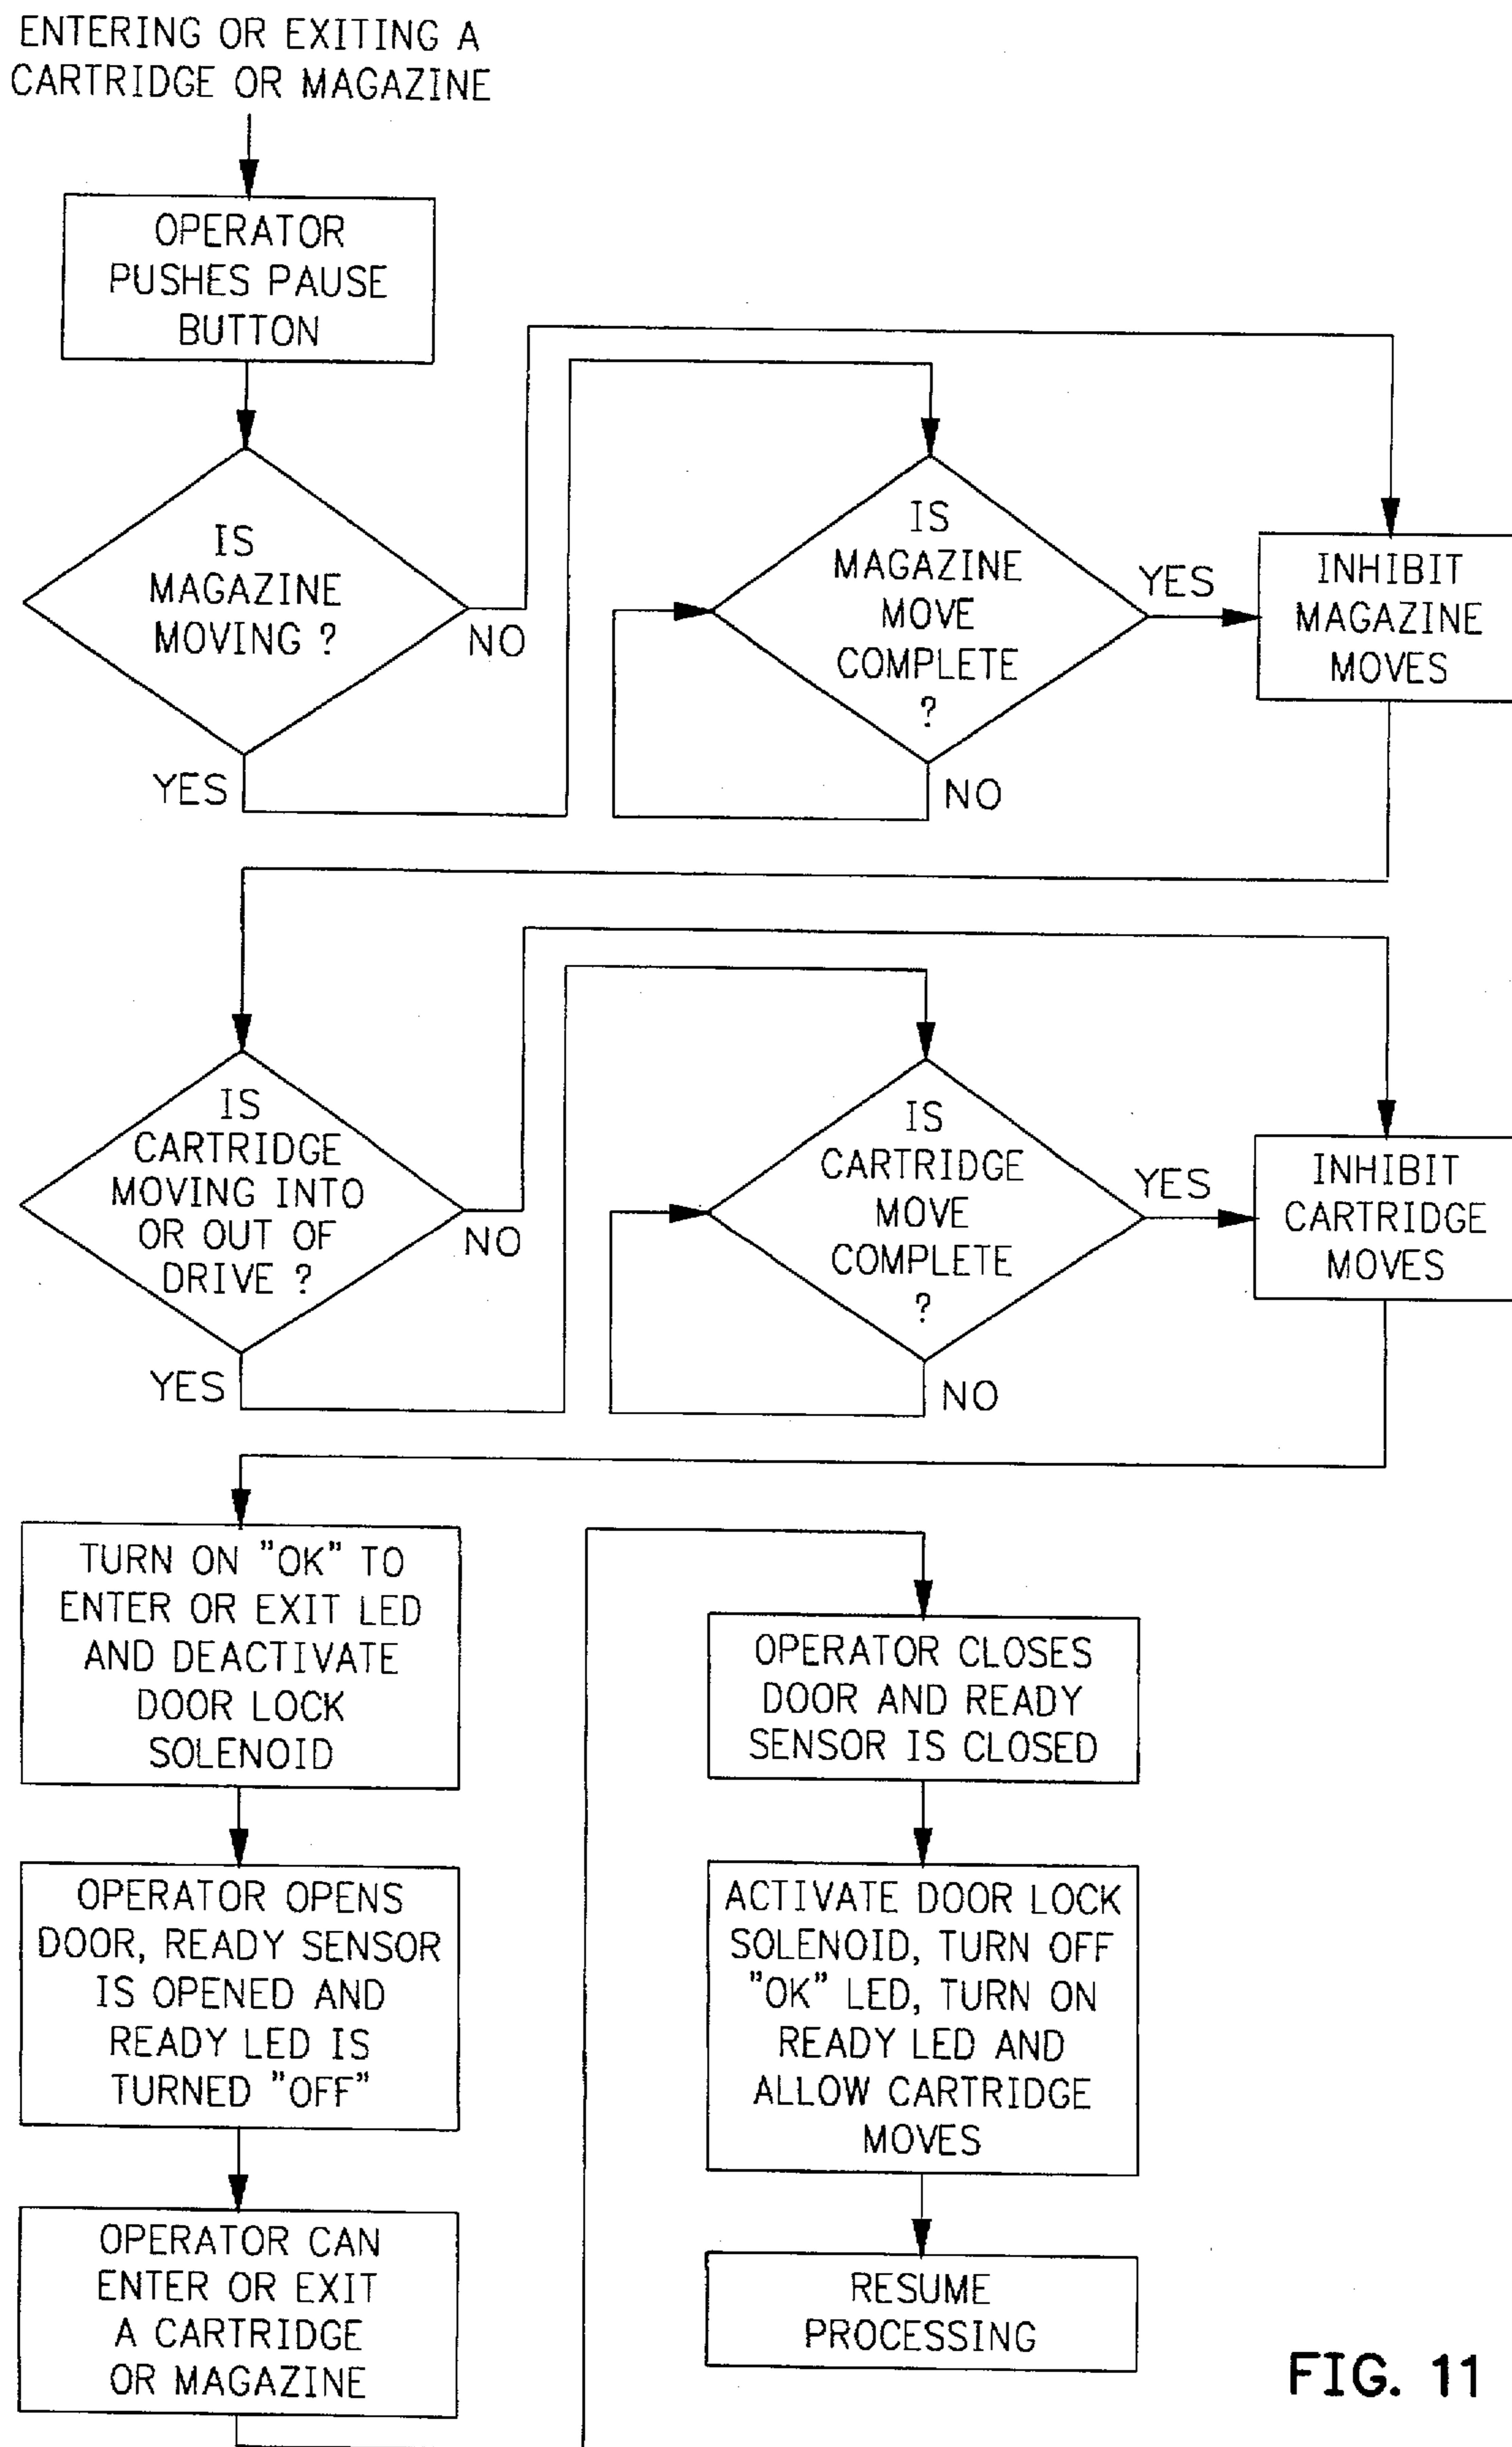 ENTERING OR EXITING A
CARTRIDGE OR MAGAZINE
OPERATOR
PUSHES PAUSE
BUTTON
IS
MAGAZINE
MOVING ?
NO
YES
IS
MAGAZINE
MOVE
COMPLETE
?
YES
NO
INHIBIT
MAGAZINE
MOVES
IS
CARTRIDGE
MOVING INTO
OR OUT OF
DRIVE ?
NO
YES
IS
CARTRIDGE
MOVE
COMPLETE
?
YES
NO
INHIBIT
CARTRIDGE
MOVES
TURN ON "OK" TO
ENTER OR EXIT LED
AND DEACTIVATE
DOOR LOCK
SOLENOID
OPERATOR OPENS
DOOR, READY SENSOR
IS OPENED AND
READY LED IS
TURNED "OFF"
OPERATOR CAN
ENTER OR EXIT
A CARTRIDGE
OR MAGAZINE
OPERATOR CLOSES
DOOR AND READY
SENSOR IS CLOSED
ACTIVATE DOOR LOCK
SOLENOID, TURN OFF
"OK" LED, TURN ON
READY LED AND
ALLOW CARTRIDGE
MOVES
RESUME
PROCESSING
FIG. 11